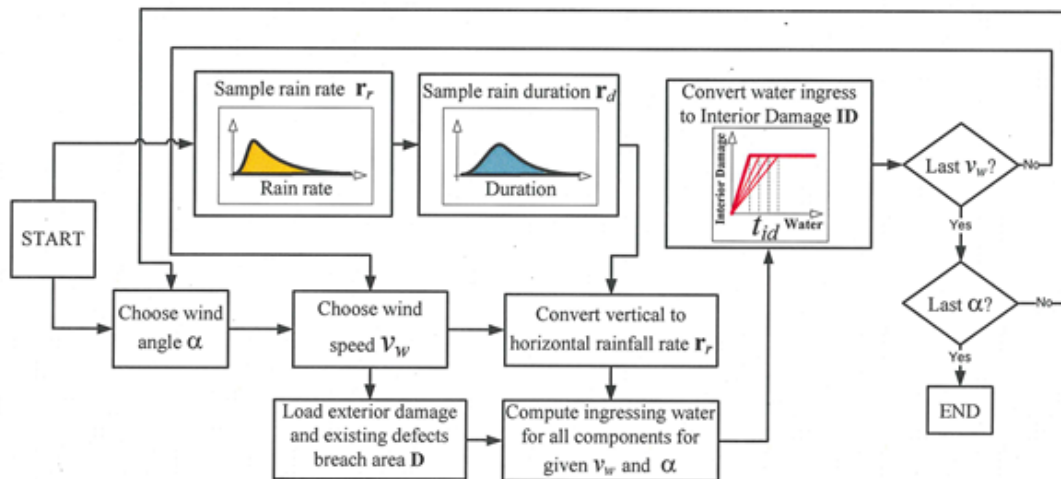 Sample rain rate r_r
Rain rate
Sample rain duration r_d
Duration
Convert water ingress
to Interior Damage ID
Interior Damage
t_id
Water
Last v_w?
No
Yes
START
Choose wind
angle α
Choose wind
speed v_w
Convert vertical to
horizontal rainfall rate r_r
Last α?
No
Yes
Load exterior damage
and existing defects
breach area D
Compute ingressing water
for all components for
given v_w and α
END